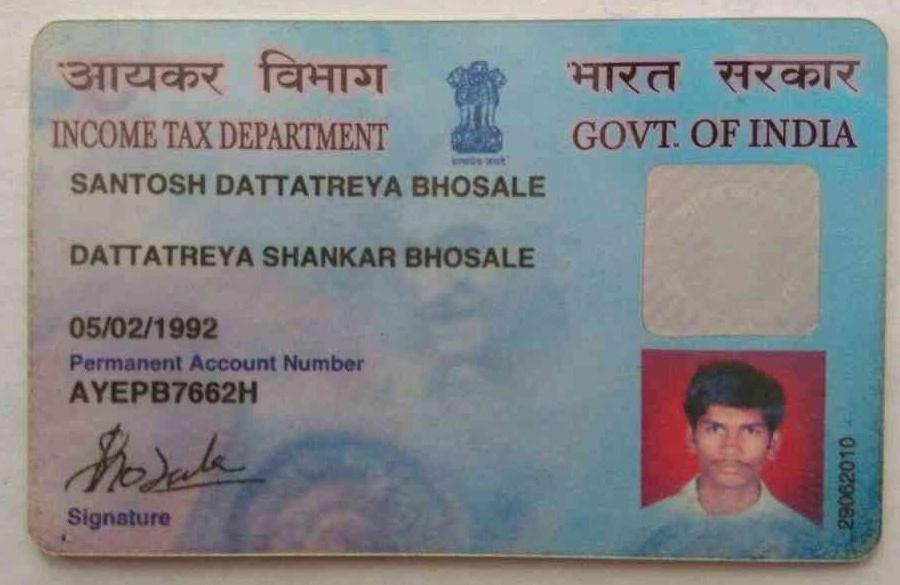 आयकर विभाग
भारत सरकार
INCOME TAX DEPARTMENT
GOVT. OF INDIA
सत्यमेव जयते
SANTOSH DATTATREYA BHOSALE
DATTATREYA SHANKAR BHOSALE
05/02/1992
Permanent Account Number
AYEPB7662H
Bhosale
Signature
29062010